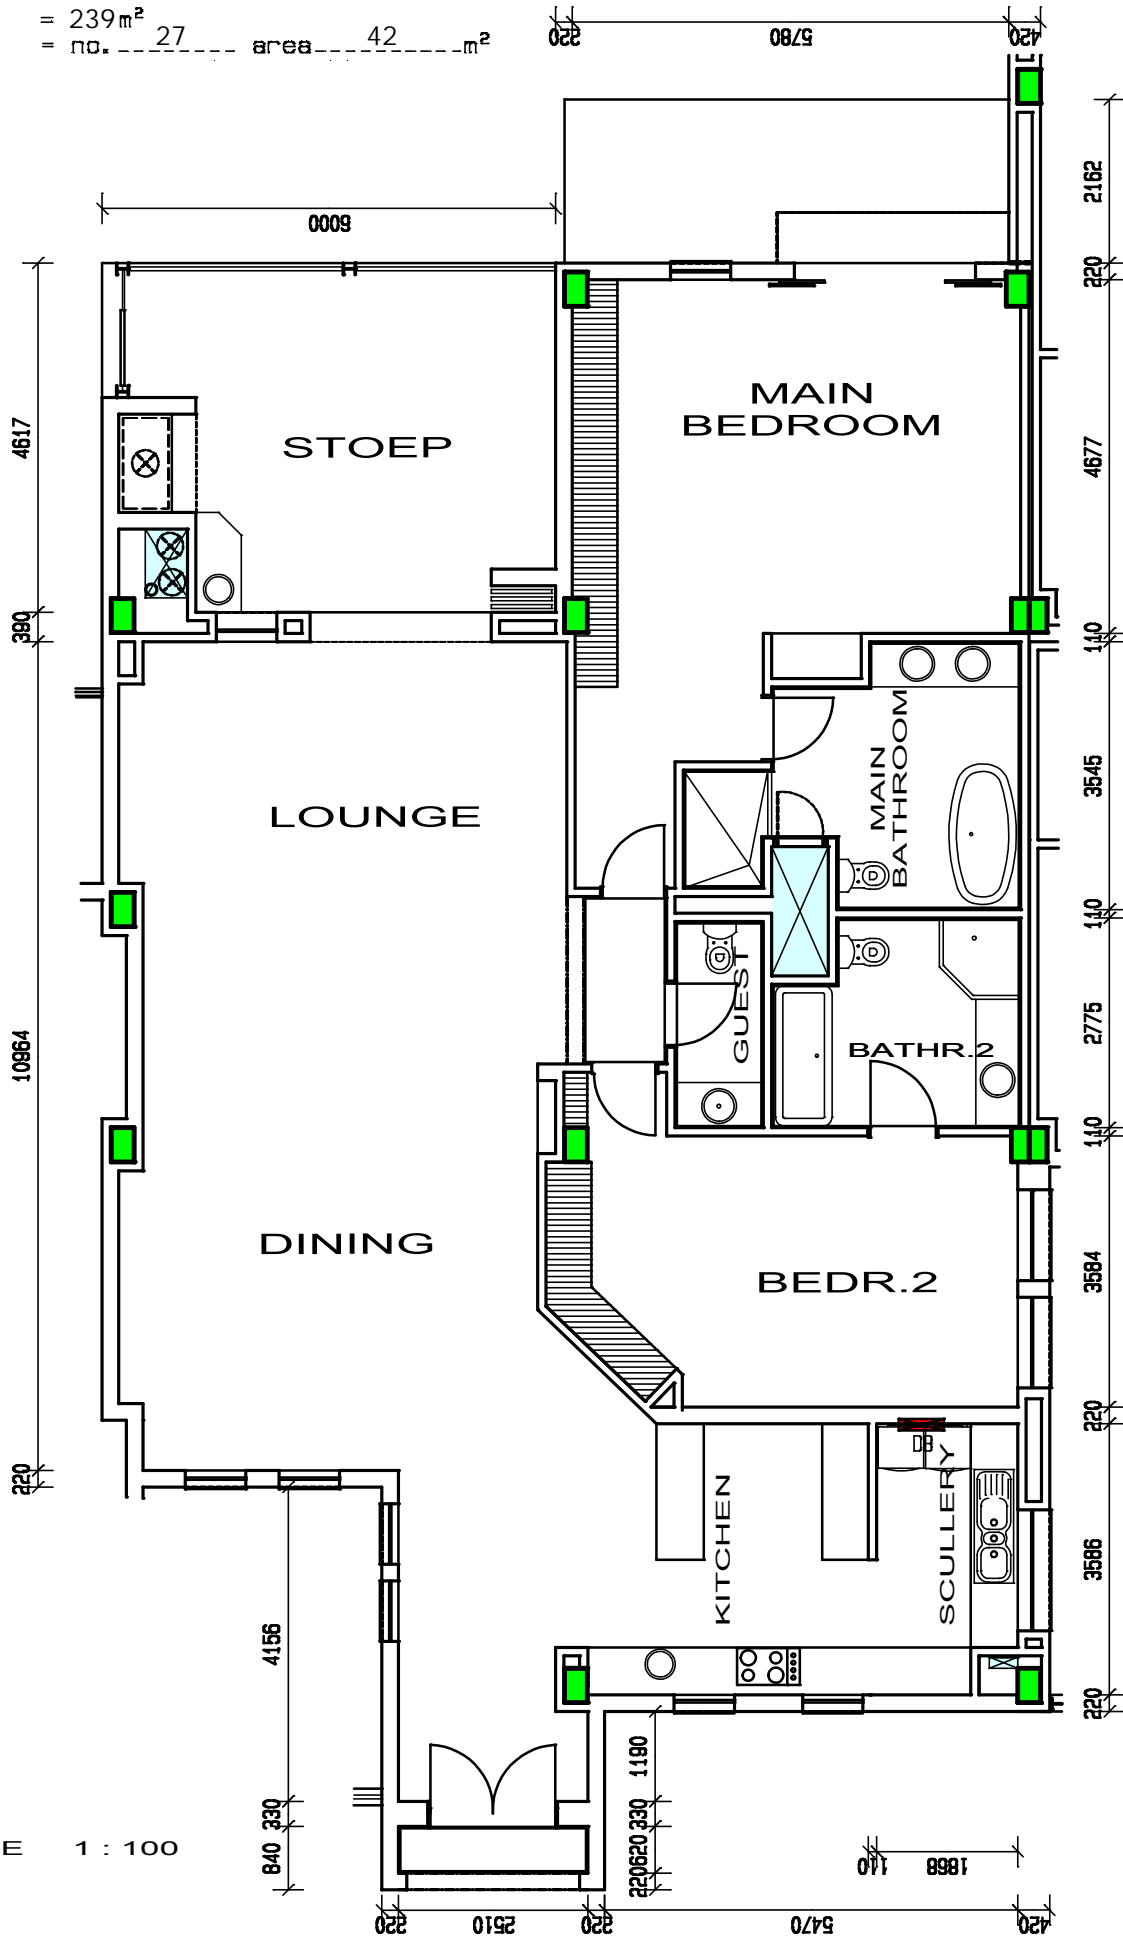 = 239m²
= no. 27 area 42 m²
220 5780 420
6000
2162
220
4617
MAIN
BEDROOM
STOEP
4677
390
110
MAIN
BATHROOM
3545
LOUNGE
110
GUEST
10964
2775
BATHR.2
110
DINING
BEDR.2
3584
220
220
KITCHEN
SCULLERY
3586
4156
220
1190
330
330
620
840
220
E 1 : 100
110 1868
220 2510 220 5470 420